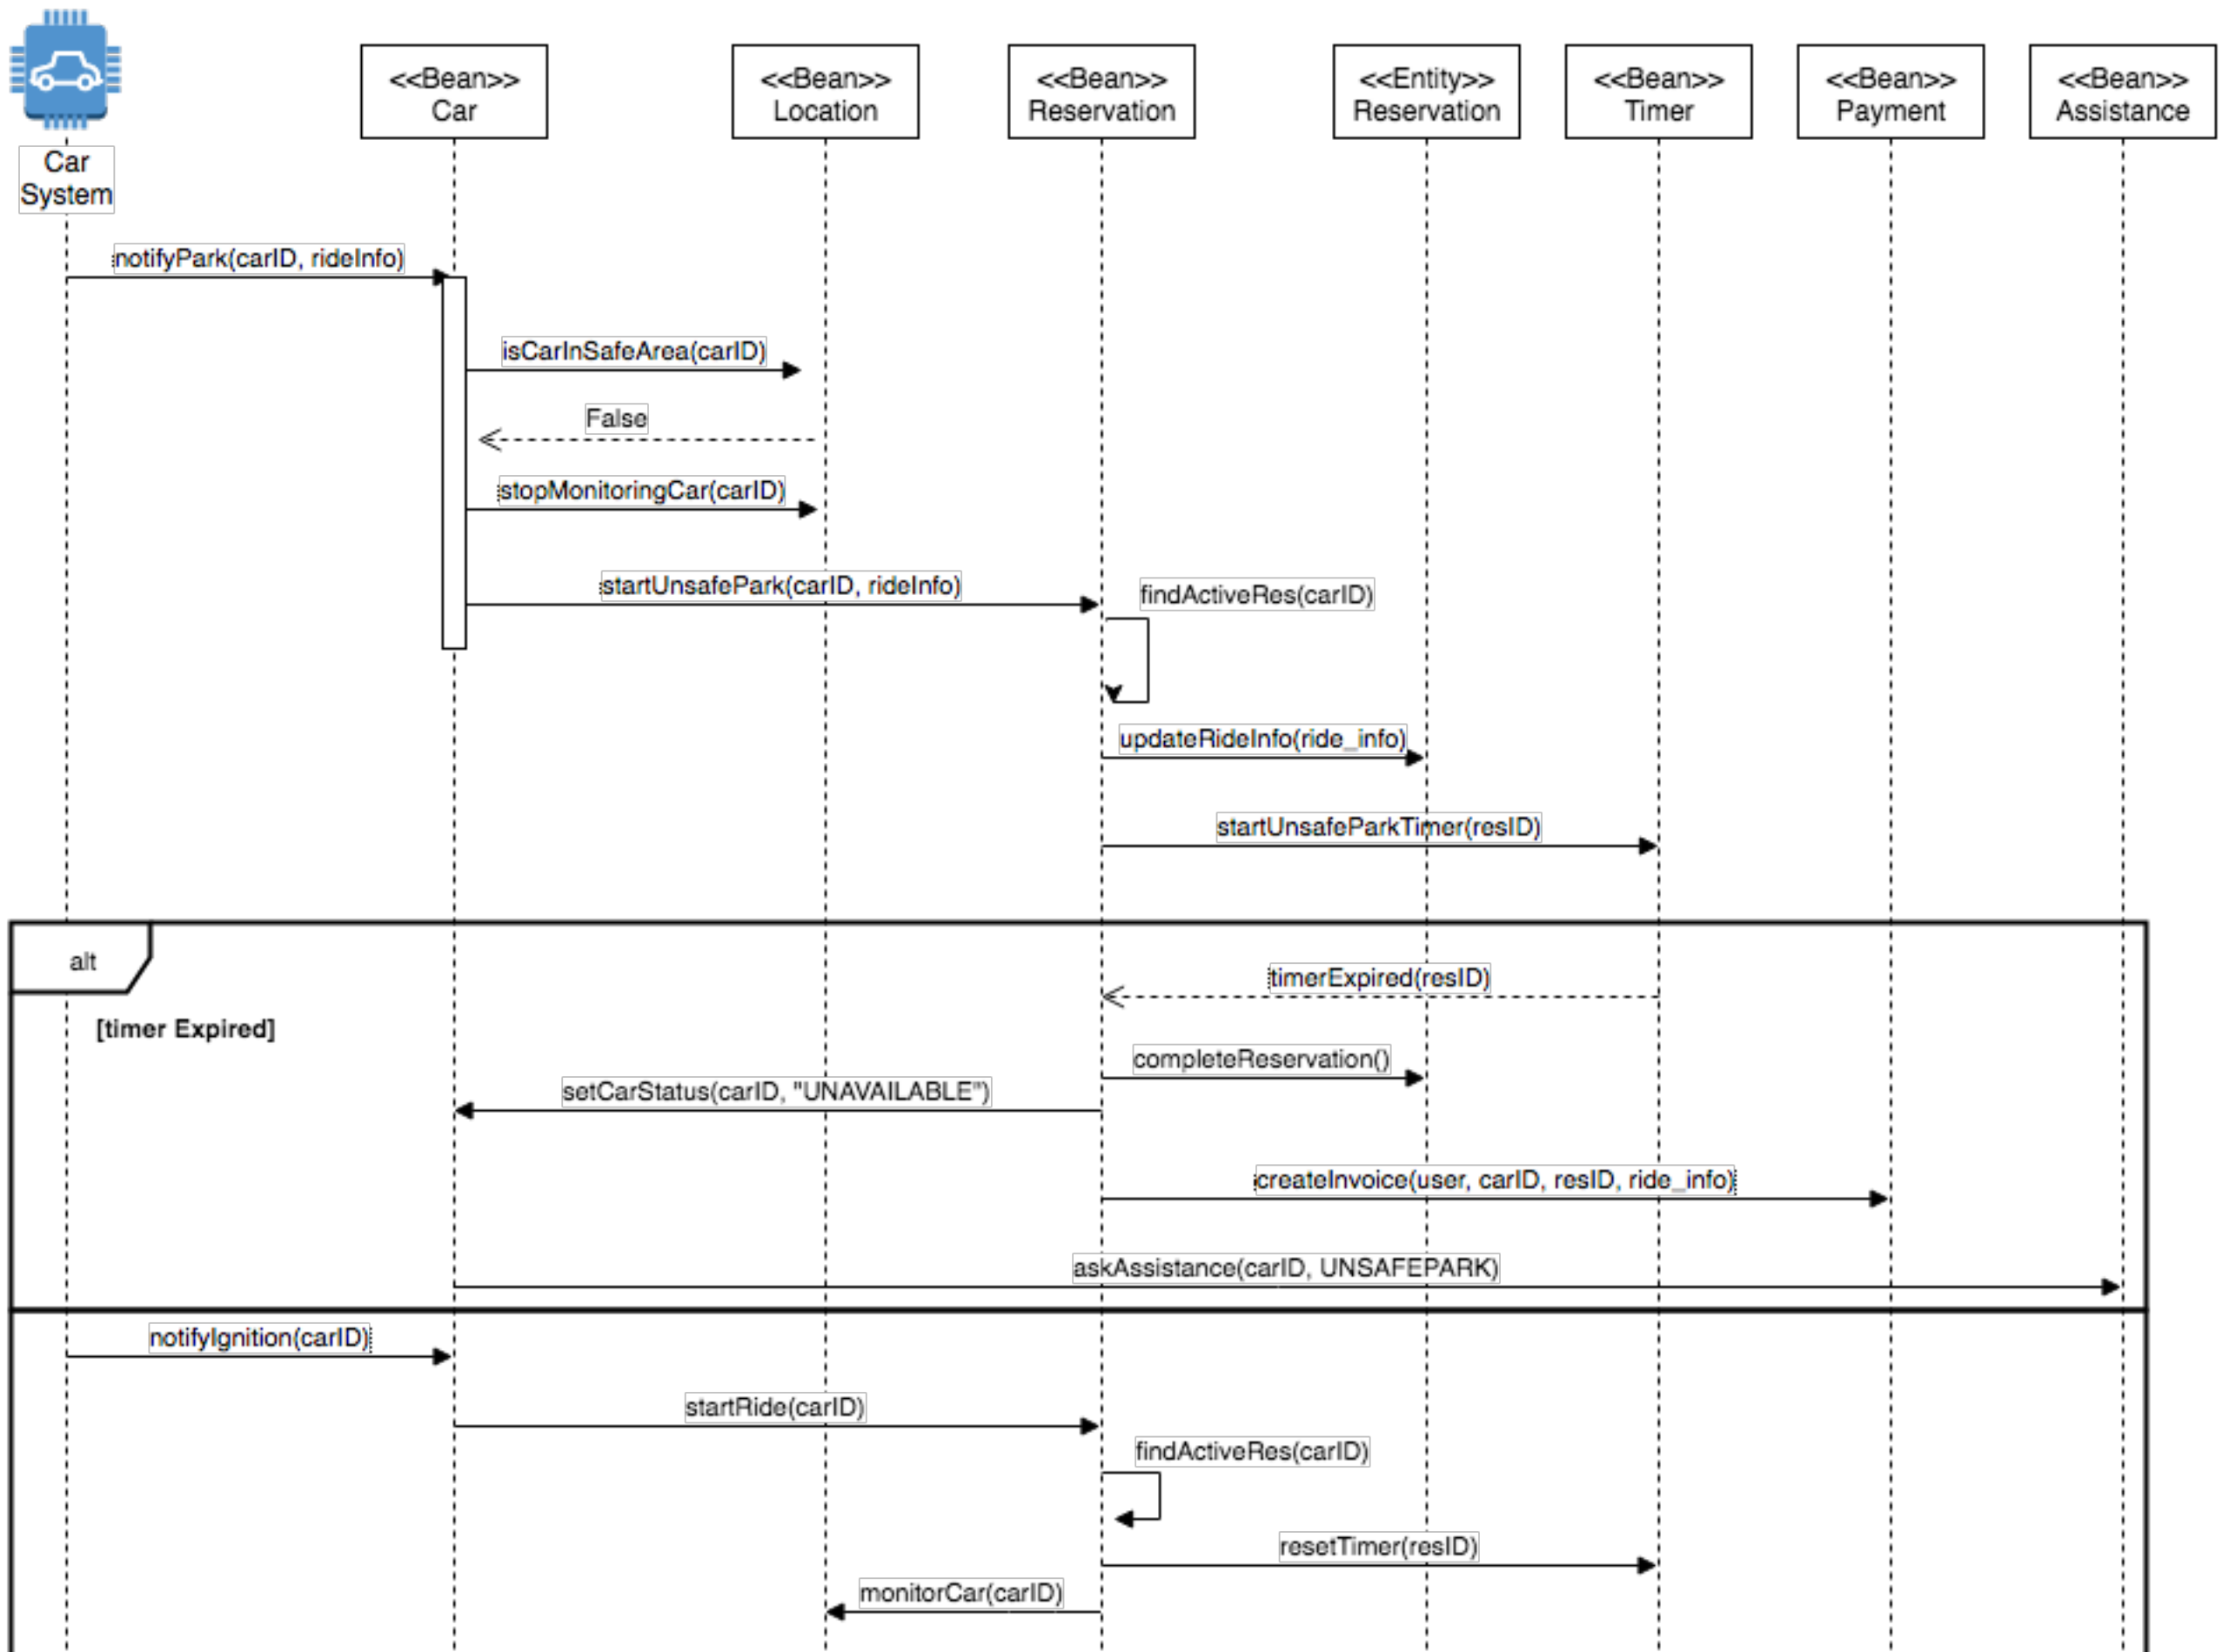 <<Bean>>
Car
<<Bean>>
Location
<<Bean>>
Reservation
<<Entity>>
Reservation
<<Bean>>
Timer
<<Bean>>
Payment
<<Bean>>
Assistance
Car
System
notifyPark(carID, rideInfo)
isCarInSafeArea(carID)
False
stopMonitoringCar(carID)
startUnsafePark(carID, rideInfo)
findActiveRes(carID)
updateRideInfo(ride_info)
startUnsafeParkTimer(resID)
alt
timerExpired(resID)
[timer Expired]
completeReservation()
setCarStatus(carID, "UNAVAILABLE")
createInvoice(user, carID, resID, ride_info)
askAssistance(carID, UNSAFEPARK)
notifyIgnition(carID)
startRide(carID)
findActiveRes(carID)
resetTimer(resID)
monitorCar(carID)